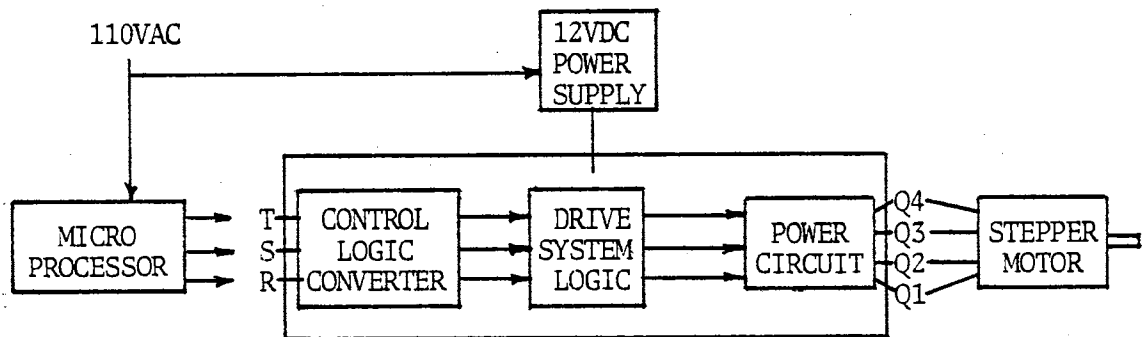 110VAC
12VDC
POWER
SUPPLY
MICRO
PROCESSOR
T
S
R
CONTROL
LOGIC
CONVERTER
DRIVE
SYSTEM
LOGIC
POWER
CIRCUIT
Q4
Q3
Q2
Q1
STEPPER
MOTOR